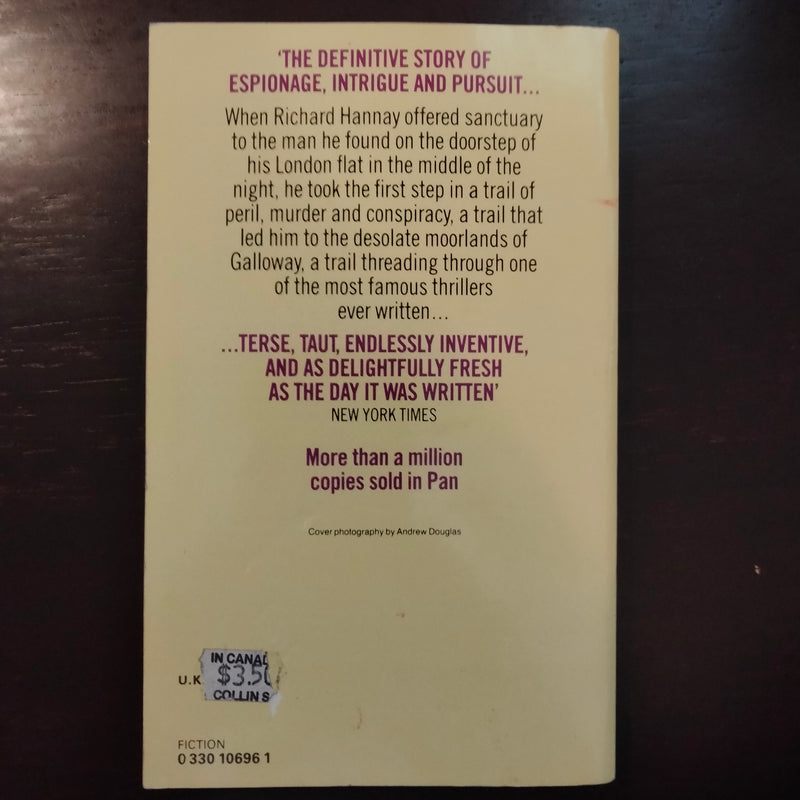 ‘THE DEFINITIVE STORY OF
ESPIONAGE, INTRIGUE AND PURSUIT...
When Richard Hannay offered sanctuary
to the man he found on the doorstep of
his London flat in the middle of the
night, he took the first step in a trail of
peril, murder and conspiracy, a trail that
led him to the desolate moorlands of
Galloway, a trail threading through one
of the most famous thrillers
ever written...
...TERSE, TAUT, ENDLESSLY INVENTIVE,
AND AS DELIGHTFULLY FRESH
AS THE DAY IT WAS WRITTEN’
NEW YORK TIMES
More than a million
copies sold in Pan
Cover photography by Andrew Douglas
IN CANA
U.K $3.5
COLLINS
FICTION
0 330 10696 1